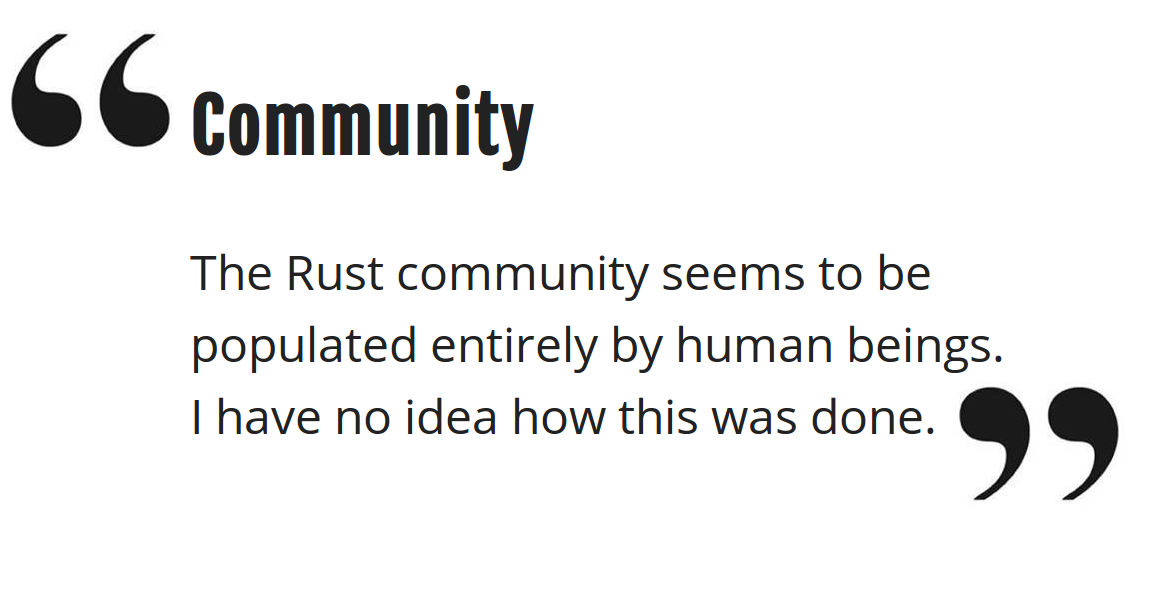 “ Community
The Rust community seems to be
populated entirely by human beings.
I have no idea how this was done. ”